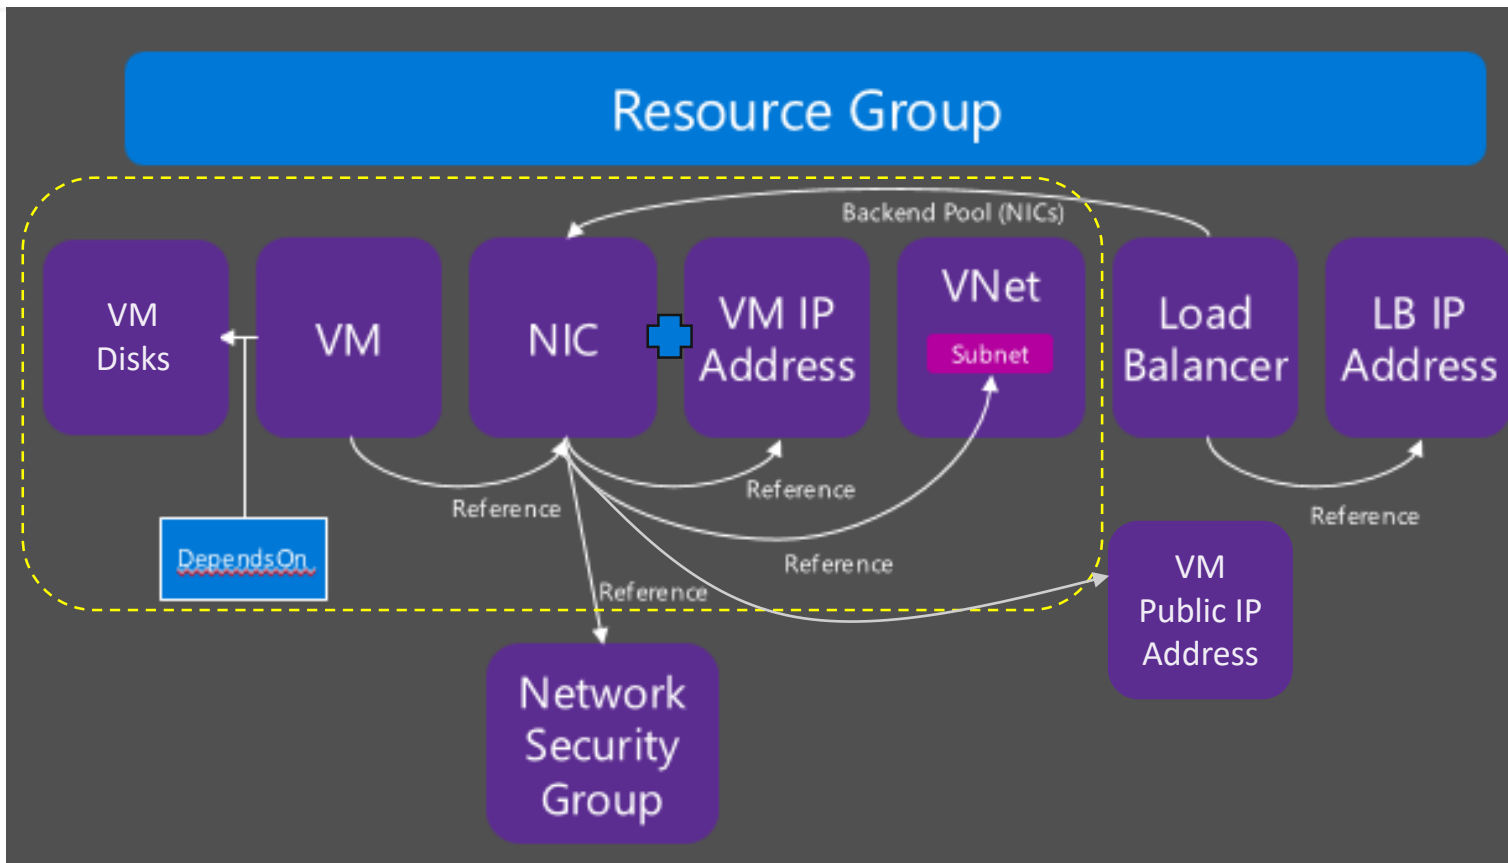 Resource Group
Backend Pool (NICs)
VM
Disks
VM
NIC
VM IP
Address
VNet
Subnet
Load
Balancer
LB IP
Address
Reference
Reference
Reference
Reference
Reference
DependsOn
VM
Public IP
Address
Network
Security
Group